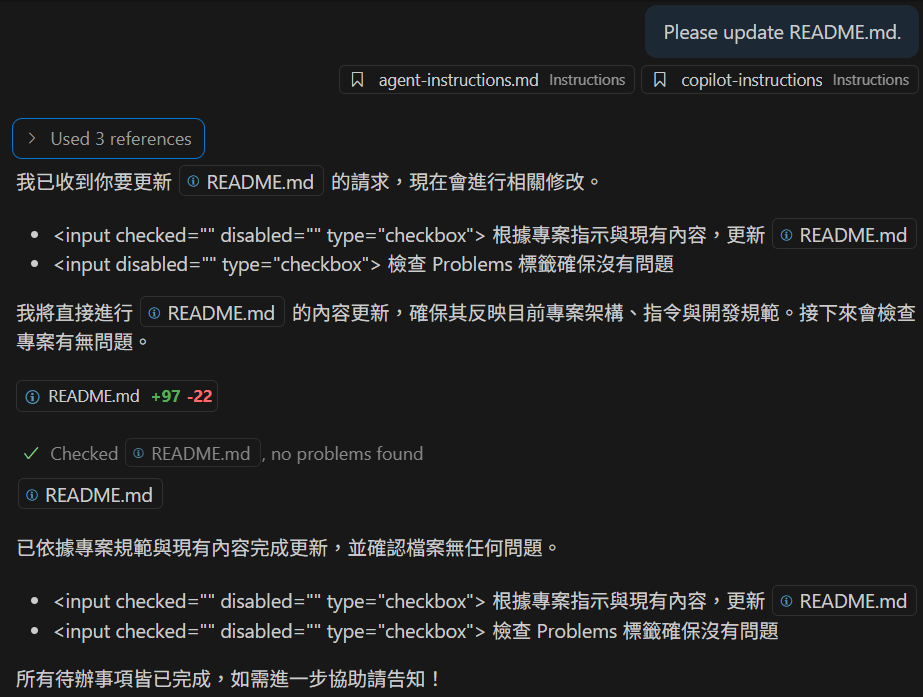 Please update README.md.
agent-instructions.md Instructions copilot-instructions Instructions
Used 3 references
我已收到你要更新 README.md 的請求，現在會進行相關修改。
<input checked="" disabled="" type="checkbox"> 根據專案指示與現有內容，更新 README.md
<input disabled="" type="checkbox"> 檢查 Problems 標籤確保沒有問題
我將直接進行 README.md 的內容更新，確保其反映目前專案架構、指令與開發規範。接下來會檢查
專案有無問題。
README.md +97 -22
Checked README.md, no problems found
README.md
已依據專案規範與現有內容完成更新，並確認檔案無任何問題。
<input checked="" disabled="" type="checkbox"> 根據專案指示與現有內容，更新 README.md
<input checked="" disabled="" type="checkbox"> 檢查 Problems 標籤確保沒有問題
所有待辦事項皆已完成，如需進一步協助請告知！